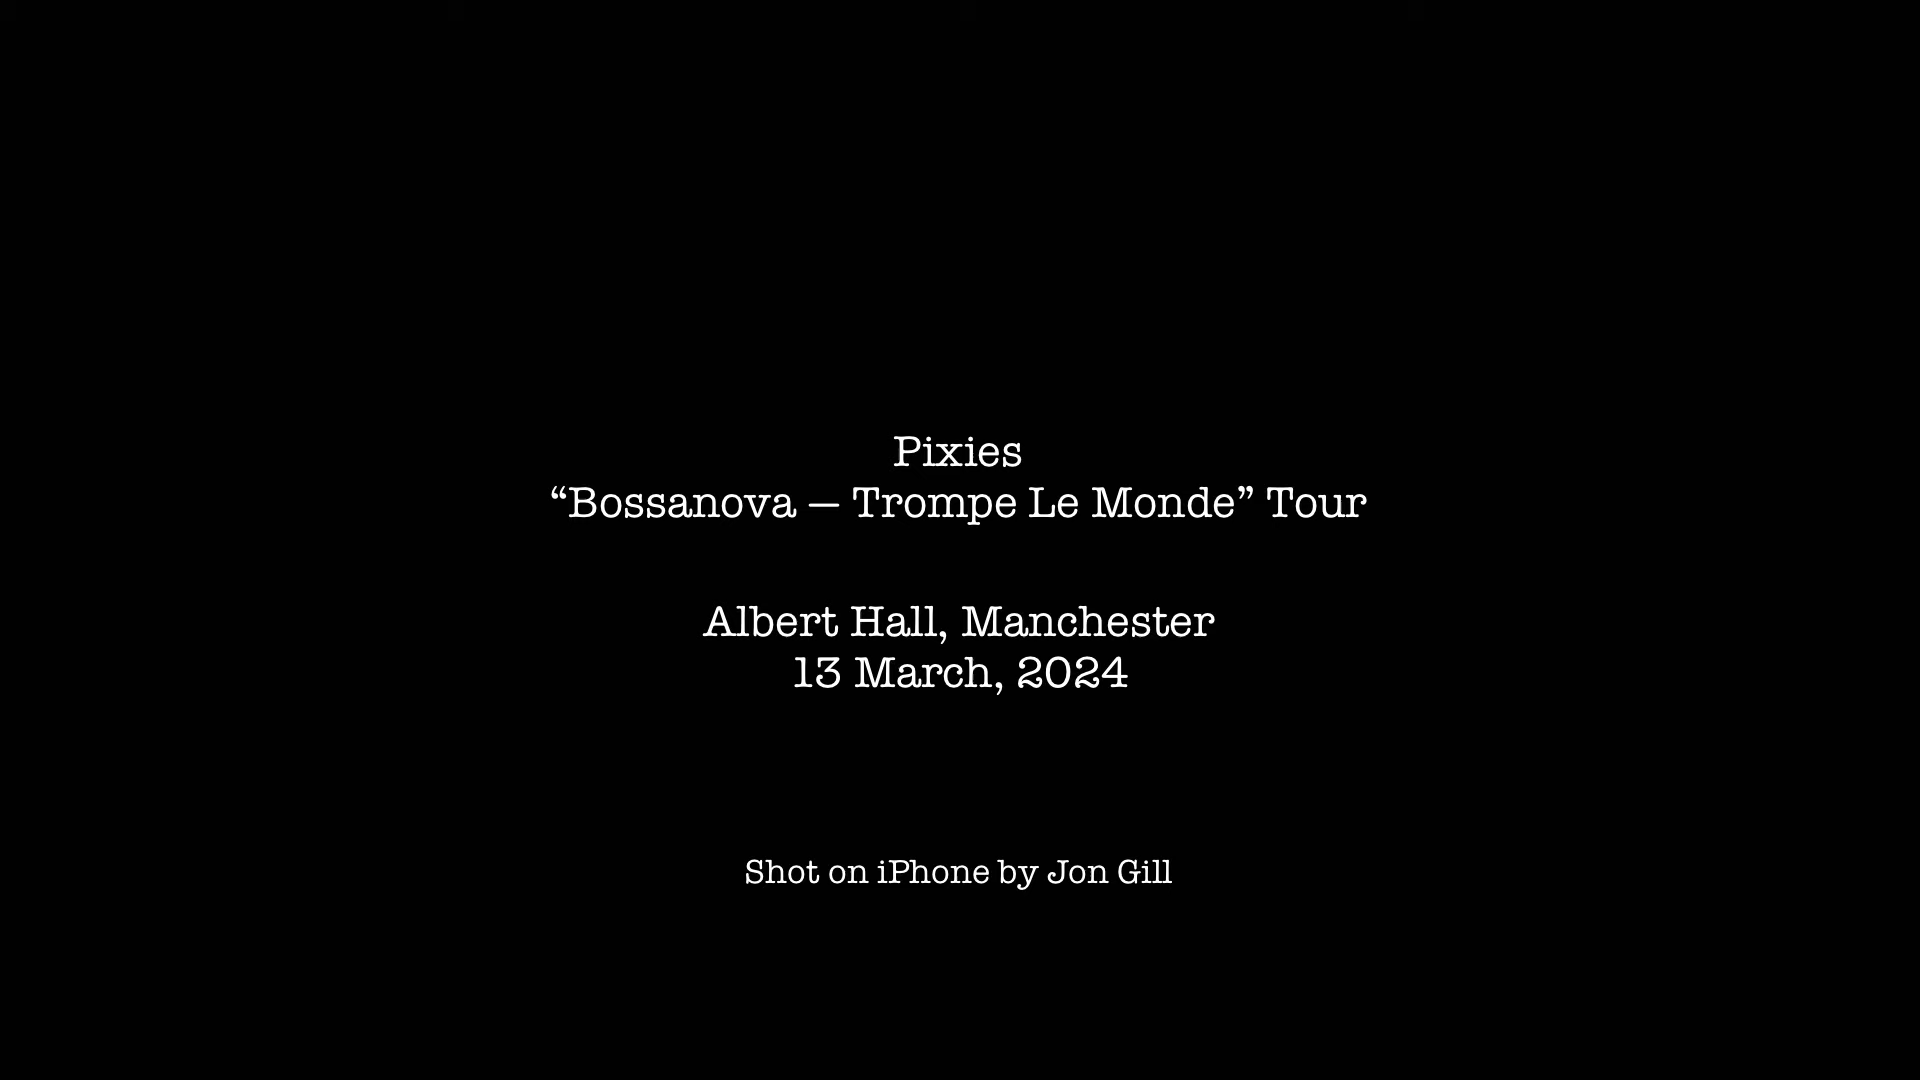 Pixies
“Bossanova — Trompe Le Monde” Tour
Albert Hall, Manchester
13 March, 2024
Shot on iPhone by Jon Gill